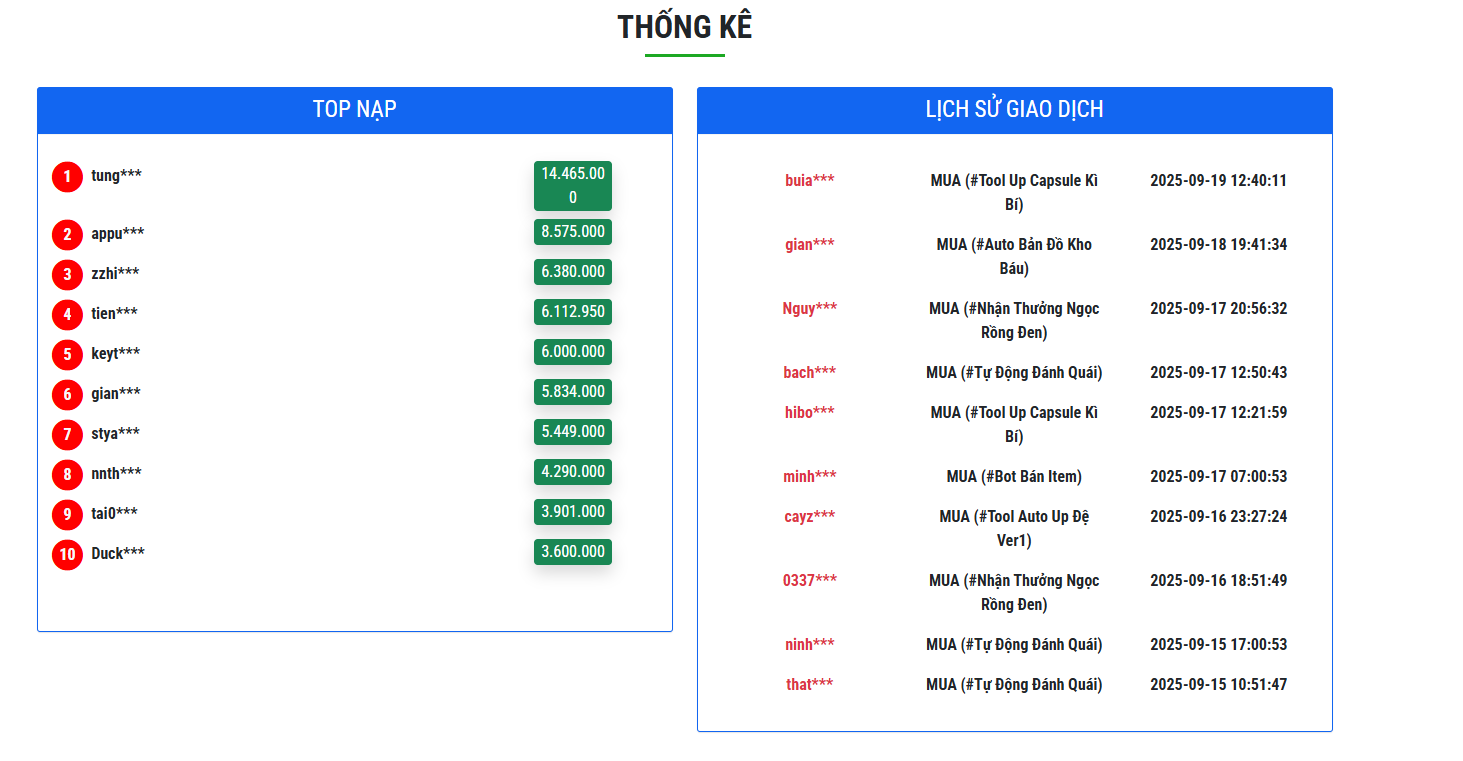 THỐNG KÊ
TOP NẠP
1 tung*** 14.465.00
0
2 appu*** 8.575.000
3 zzhi*** 6.380.000
4 tien*** 6.112.950
5 keyt*** 6.000.000
6 gian*** 5.834.000
7 stya*** 5.449.000
8 nnth*** 4.290.000
9 tai0*** 3.901.000
10 Duck*** 3.600.000
LỊCH SỬ GIAO DỊCH
buia*** MUA (#Tool Up Capsule Kì 2025-09-19 12:40:11
Bí)
gian*** MUA (#Auto Bản Đồ Kho 2025-09-18 19:41:34
Báu)
Nguy*** MUA (#Nhận Thưởng Ngọc 2025-09-17 20:56:32
Rồng Đen)
bach*** MUA (#Tự Động Đánh Quái) 2025-09-17 12:50:43
hibo*** MUA (#Tool Up Capsule Kì 2025-09-17 12:21:59
Bí)
minh*** MUA (#Bot Bán Item) 2025-09-17 07:00:53
cayz*** MUA (#Tool Auto Up Đệ 2025-09-16 23:27:24
Ver1)
0337*** MUA (#Nhận Thưởng Ngọc 2025-09-16 18:51:49
Rồng Đen)
ninh*** MUA (#Tự Động Đánh Quái) 2025-09-15 17:00:53
that*** MUA (#Tự Động Đánh Quái) 2025-09-15 10:51:47